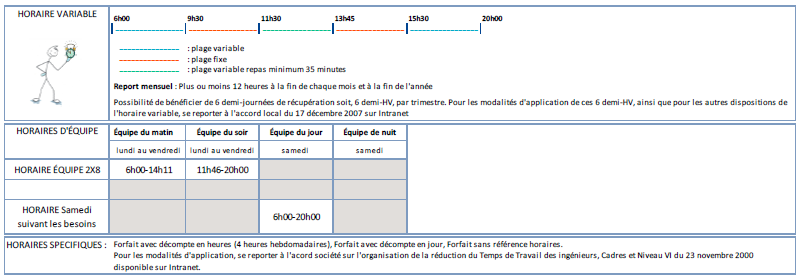 HORAIRE VARIABLE
6h00 9h30 11h30 13h45 15h30 20h00
: plage variable
: plage fixe
: plage variable repas minimum 35 minutes
Report mensuel : Plus ou moins 12 heures à la fin de chaque mois et à la fin de l'année
Possibilité de bénéficier de 6 demi-journées de récupération soit, 6 demi-HV, par trimestre. Pour les modalités d'application de ces 6 demi-HV, ainsi que pour les autres dispositions de
l'horaire variable, se reporter à l'accord local du 17 décembre 2007 sur Intranet
HORAIRES D'ÉQUIPE Équipe du matin Équipe du soir Équipe du jour Équipe de nuit
lundi au vendredi lundi au vendredi samedi samedi
HORAIRE ÉQUIPE 2X8 6h00-14h11 11h46-20h00
HORAIRE Samedi
suivant les besoins 6h00-20h00
HORAIRES SPECIFIQUES : Forfait avec décompte en heures (4 heures hebdomadaires), Forfait avec décompte en jour, Forfait sans référence horaires.
Pour les modalités d'application, se reporter à l'acord société sur l'organisation de la réduction du Temps de Travail des ingénieurs, Cadres et Niveau VI du 23 novembre 2000
disponible sur Intranet.